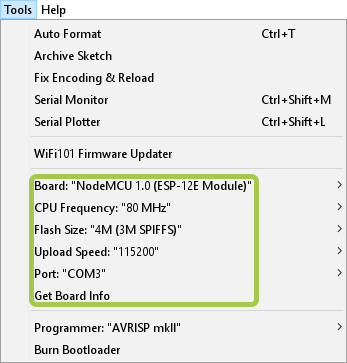 Tools Help
Auto Format Ctrl+T
Archive Sketch
Fix Encoding & Reload
Serial Monitor Ctrl+Shift+M
Serial Plotter Ctrl+Shift+L
WiFi101 Firmware Updater
Board: "NodeMCU 1.0 (ESP-12E Module)"
CPU Frequency: "80 MHz"
Flash Size: "4M (3M SPIFFS)"
Upload Speed: "115200"
Port: "COM3"
Get Board Info
Programmer: "AVRISP mkII"
Burn Bootloader